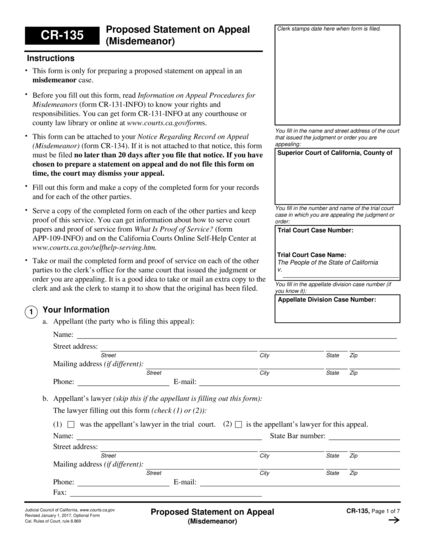 CR-135
Proposed Statement on Appeal
(Misdemeanor)
Clerk stamps date here when form is filed.
Instructions
• This form is only for preparing a proposed statement on appeal in an
misdemeanor case.
• Before you fill out this form, read Information on Appeal Procedures for
Misdemeanors (form CR-131-INFO) to know your rights and
responsibilities. You can get form CR-131-INFO at any courthouse or
county law library or online at www.courts.ca.gov/forms.
• This form can be attached to your Notice Regarding Record on Appeal
(Misdemeanor) (form CR-134). If it is not attached to that notice, this form
must be filed no later than 20 days after you file that notice. If you have
chosen to prepare a statement on appeal and do not file this form on
time, the court may dismiss your appeal.
• Fill out this form and make a copy of the completed form for your records
and for each of the other parties.
• Serve a copy of the completed form on each of the other parties and keep
proof of this service. You can get information about how to serve court
papers and proof of service from What Is Proof of Service? (form
APP-109-INFO) and on the California Courts Online Self-Help Center at
www.courts.ca.gov/selfhelp-serving.htm.
• Take or mail the completed form and proof of service on each of the other
parties to the clerk's office for the same court that issued the judgment or
order you are appealing. It is a good idea to take or mail an extra copy to the
clerk and ask the clerk to stamp it to show that the original has been filed.
You fill in the name and street address of the court
that issued the judgment or order you are
appealing:
Superior Court of California, County of
You fill in the number and name of the trial court
case in which you are appealing the judgment or
order:
Trial Court Case Number:
Trial Court Case Name:
The People of the State of California
v.
You fill in the appellate division case number (if
you know it):
Appellate Division Case Number:
1 Your Information
a. Appellant (the party who is filing this appeal):
Name:
Street address:
Street City State Zip
Mailing address (if different):
Street City State Zip
Phone: E-mail:
b. Appellant's lawyer (skip this if the appellant is filling out this form):
The lawyer filling out this form (check (1) or (2)):
(1) was the appellant's lawyer in the trial court. (2) is the appellant's lawyer for this appeal.
Name: State Bar number:
Street address:
Street City State Zip
Mailing address (if different):
Street City State Zip
Phone: E-mail:
Fax:
Judicial Council of California, www.courts.ca.gov
Revised January 1, 2017, Optional Form
Cal. Rules of Court, rule 8.869
Proposed Statement on Appeal
(Misdemeanor)
CR-135, Page 1 of 7